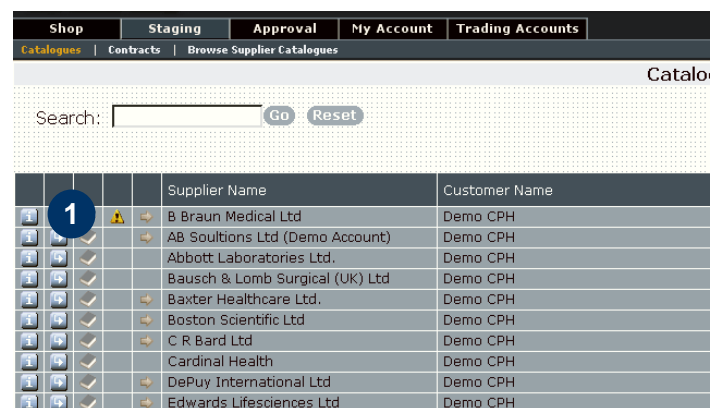 Shop Staging Approval My Account Trading Accounts
Catalogues | Contracts | Browse Supplier Catalogues
Catalo
Search: Go Reset
Supplier Name Customer Name
1 B Braun Medical Ltd Demo CPH
AB Soultions Ltd (Demo Account) Demo CPH
Abbott Laboratories Ltd. Demo CPH
Bausch & Lomb Surgical (UK) Ltd Demo CPH
Baxter Healthcare Ltd. Demo CPH
Boston Scientific Ltd Demo CPH
C R Bard Ltd Demo CPH
Cardinal Health Demo CPH
DePuy International Ltd Demo CPH
Edwards Lifesciences Ltd Demo CPH